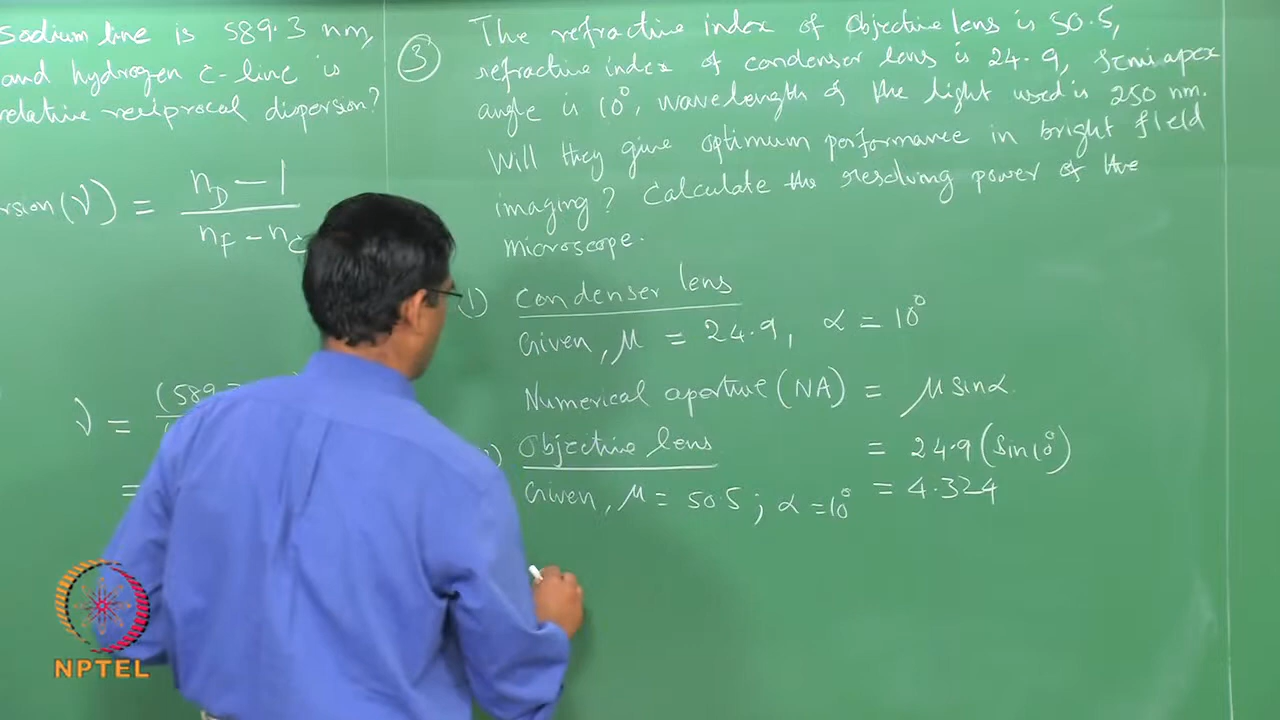 sodium line is 589.3 nm,
and hydrogen c-line is
relative reciprocal dispersion?
rsion (ν) = n_D - 1
n_F - n_C
ν = (589.
=
③ The refractive index of objective lens is 50.5,
refractive index of condenser lens is 24.9, Semi apex
angle is 10°, wavelength of the light used is 250 nm.
Will they give optimum performance in bright field
imaging? Calculate the resolving power of the
microscope.
1) Condenser lens
Given, μ = 24.9, α = 10°
Numerical aperture (NA) = μ sinα
= 24.9 (Sin10°)
= 4.324
Objective lens
Given, μ = 50.5 ; α = 10°
NPTEL